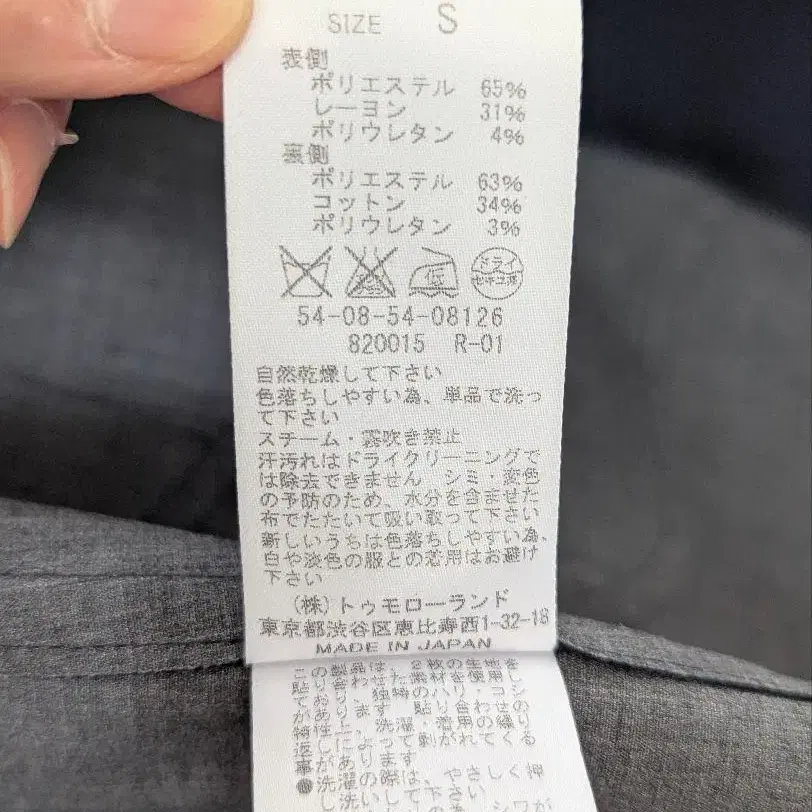 SIZE S
表側
ポリエステル 65%
レーヨン 31%
ポリウレタン 4%
裏側
ポリエステル 63%
コットン 34%
ポリウレタン 3%
低
ドライ
セキユ系
54-08-54-08126
820015 R-01
自然乾燥して下さい
色落ちしやすい為、単品で洗っ
て下さい
スチーム・霧吹き禁止
汗汚れはドライクリーニングで
は除去できません シミ・変色
の予防のため、水分を含ませた
布でたたいて吸い取って下さい
新しいうちは色落ちしやすい為、
白や淡色の服との着用はお避け
下さい
(株)トゥモローランド
東京都渋谷区恵比寿西1-32-18
MADE IN JAPAN
この製品は、2枚の生地を
貼り合わせた素材を使用し
ており独特のハリ・コシ
があります 貼り合わせの
特性上、洗濯・着用の繰り
返しによって剥がれてくる
事があります
●洗濯の際は、やさしく押
し洗いして下さい
シワが